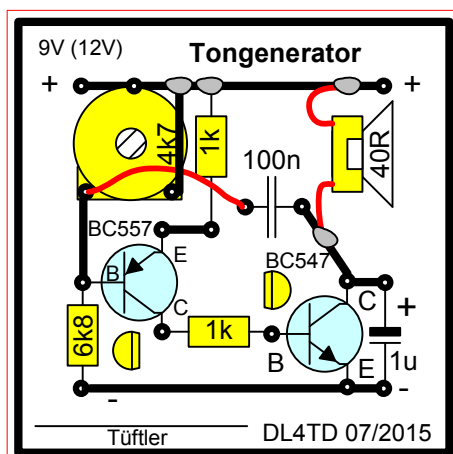 9V (12V)
Tongenerator
+
+
4k7
1k
40R
100n
BC557
E
B
BC547
C
C
+
6k8
1k
B
E
1u
-
-
Tüftler
DL4TD 07/2015